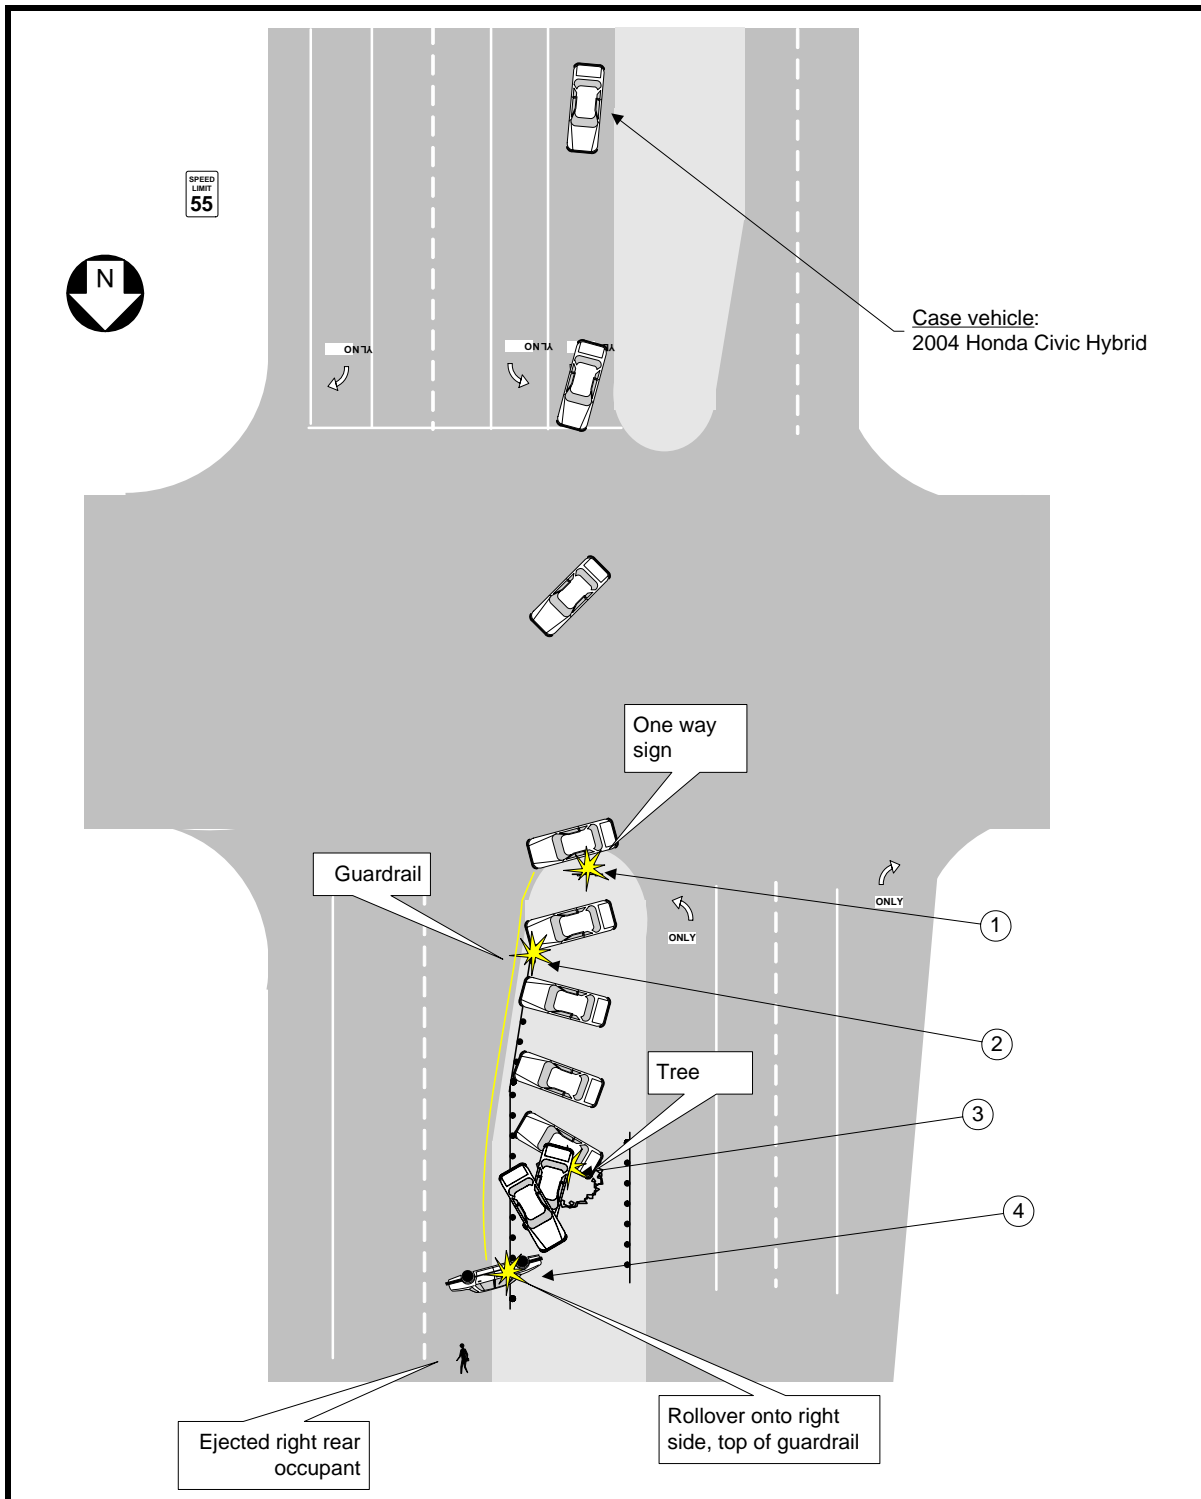 SPEED
LIMIT
55
N
Case vehicle:
2004 Honda Civic Hybrid
ONLY
ONLY
One way
sign
Guardrail
ONLY
ONLY
1
2
Tree
3
4
Rollover onto right
side, top of guardrail
Ejected right rear
occupant